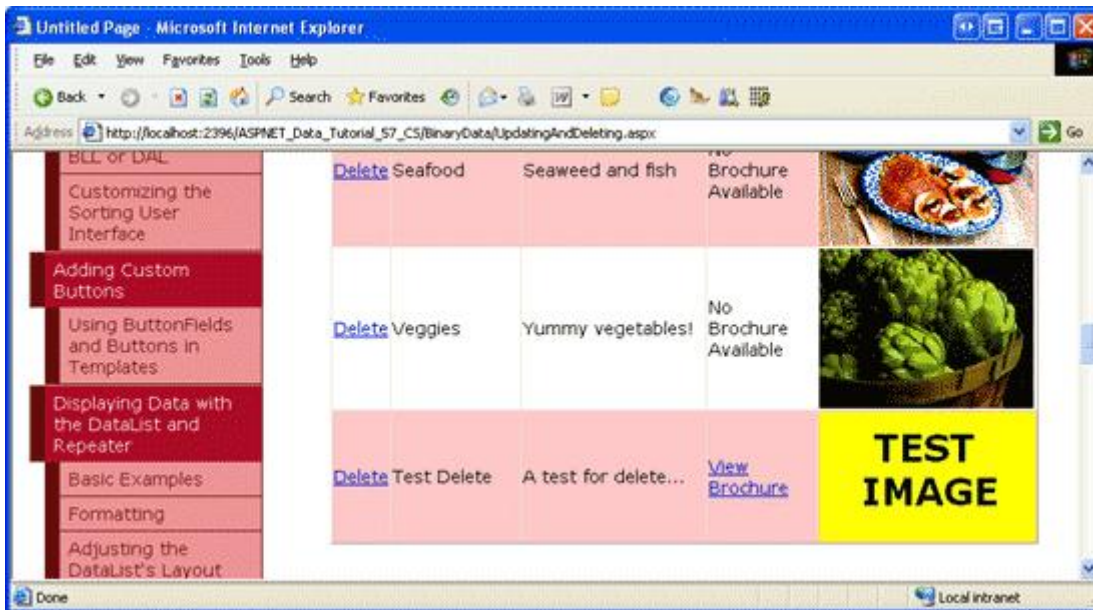 Untitled Page - Microsoft Internet Explorer
File Edit View Favorites Tools Help
Back Search Favorites
Address http://localhost:2396/ASPNET_Data_Tutorial_57_CS/BinaryData/UpdatingAndDeleting.aspx Go
BLL or DAL
Customizing the
Sorting User
Interface
Adding Custom
Buttons
Using ButtonFields
and Buttons in
Templates
Displaying Data with
the DataList and
Repeater
Basic Examples
Formatting
Adjusting the
DataList's Layout
Delete Seafood Seaweed and fish
No
Brochure
Available
Delete Veggies Yummy vegetables!
No
Brochure
Available
Delete Test Delete A test for delete...
View
Brochure
TEST
IMAGE
Done
Local intranet